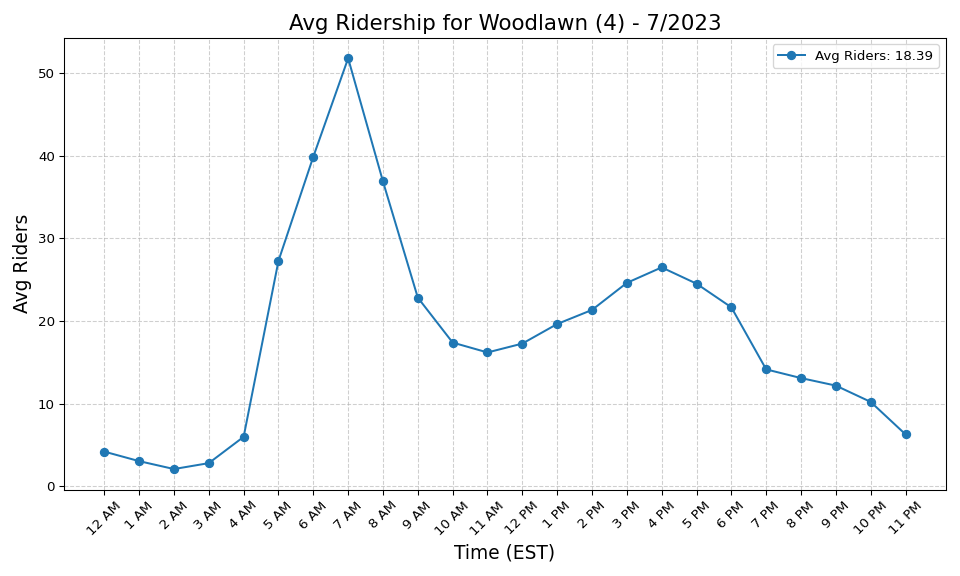 Avg Ridership for Woodlawn (4) - 7/2023
Avg Riders: 18.39
Avg Riders
50
40
30
20
10
0
12 AM
1 AM
2 AM
3 AM
4 AM
5 AM
6 AM
7 AM
8 AM
9 AM
10 AM
11 AM
12 PM
1 PM
2 PM
3 PM
4 PM
5 PM
6 PM
7 PM
8 PM
9 PM
10 PM
11 PM
Time (EST)